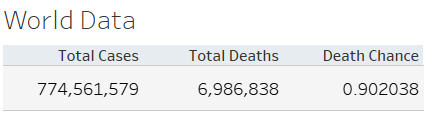 World Data
Total Cases Total Deaths Death Chance
774,561,579 6,986,838 0.902038